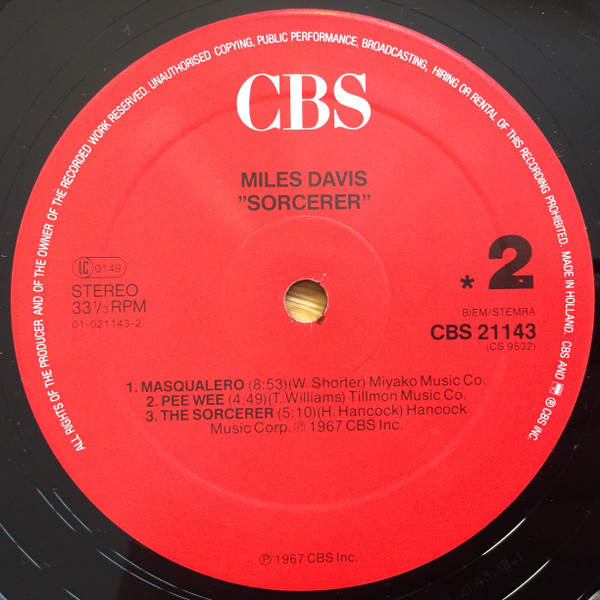 ALL RIGHTS OF THE PRODUCER AND OF THE OWNER OF THE RECORDED WORK RESERVED. UNAUTHORISED COPYING, PUBLIC PERFORMANCE, BROADCASTING, HIRING OR RENTAL OF THIS RECORDING PROHIBITED. MADE IN HOLLAND. CBS AND ℗ CBS INC.
CBS
MILES DAVIS
"SORCERER"
LC 0149
STEREO
33 1/3 RPM
01-021143-2
* 2
BIEM/STEMRA
CBS 21143
(CS 9532)
1. MASQUALERO (8:53)(W. Shorter) Miyako Music Co.
2. PEE WEE (4:49)(T. Williams) Tillmon Music Co.
3. THE SORCERER (5:10)(H. Hancock) Hancock
Music Corp. ℗ 1967 CBS Inc.
℗ 1967 CBS Inc.